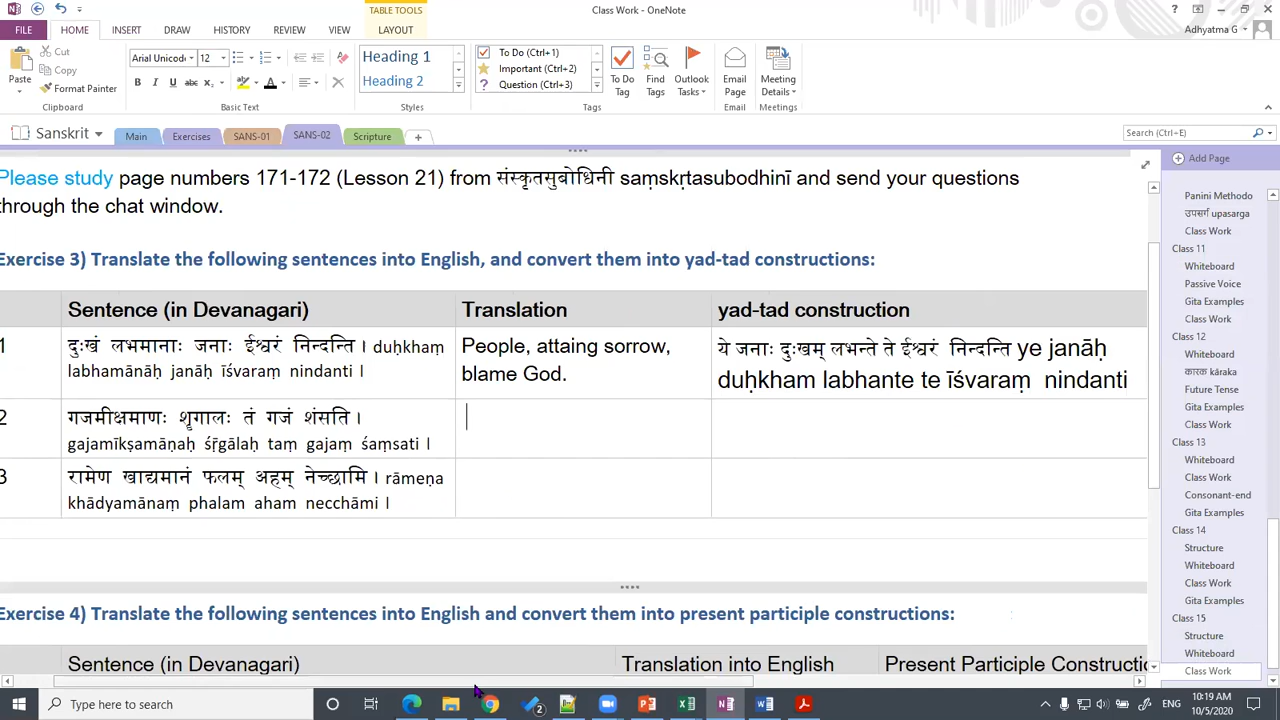 TABLE TOOLS
Class Work - OneNote
FILE HOME INSERT DRAW HISTORY REVIEW VIEW LAYOUT
Adhyatma G
Paste
Cut
Copy
Format Painter
Clipboard
Arial Unicode 12
B I U abc X₂ A
Basic Text
Heading 1
Heading 2
Styles
To Do (Ctrl+1)
Important (Ctrl+2)
Question (Ctrl+3)
To Do Tag
Find Tags
Outlook Tasks
Tags
Email Page
Email
Meeting Details
Meetings
Sanskrit Main Exercises SANS-01 SANS-02 Scripture
Search (Ctrl+E)
Please study page numbers 171-172 (Lesson 21) from संस्कृतसुबोधिनी saṃskṛtasubodhinī and send your questions
through the chat window.
Exercise 3) Translate the following sentences into English, and convert them into yad-tad constructions:
Sentence (in Devanagari) Translation yad-tad construction
1 दुःखं लभमानाः जनाः ईश्वरं निन्दन्ति। duḥkhaṃ
labhamānāḥ janāḥ īśvaraṃ nindanti ।
People, attaing sorrow,
blame God.
ये जनाः दुःखम् लभन्ते ते ईश्वरं निन्दन्ति ye janāḥ
duḥkham labhante te īśvaraṃ nindanti
2 गजमीक्षमाणः शृगालः तं गजं शंसति।
gajamīkṣamāṇaḥ śṛgālaḥ taṃ gajaṃ śaṃsati ।
3 रामेण खाद्यमानं फलम् अहम् नेच्छामि। rāmeṇa
khādyamānaṃ phalam aham necchāmi ।
Exercise 4) Translate the following sentences into English and convert them into present participle constructions:
Sentence (in Devanagari) Translation into English Present Participle Constructio
Add Page
Panini Methodo
उपसर्ग upasarga
Class Work
Class 11
Whiteboard
Passive Voice
Gita Examples
Class Work
Class 12
Whiteboard
कारक kāraka
Future Tense
Gita Examples
Class Work
Class 13
Whiteboard
Class Work
Consonant-end
Gita Examples
Class 14
Structure
Whiteboard
Class Work
Gita Examples
Class 15
Structure
Whiteboard
Class Work
Type here to search
2
ENG
10:19 AM
10/5/2020